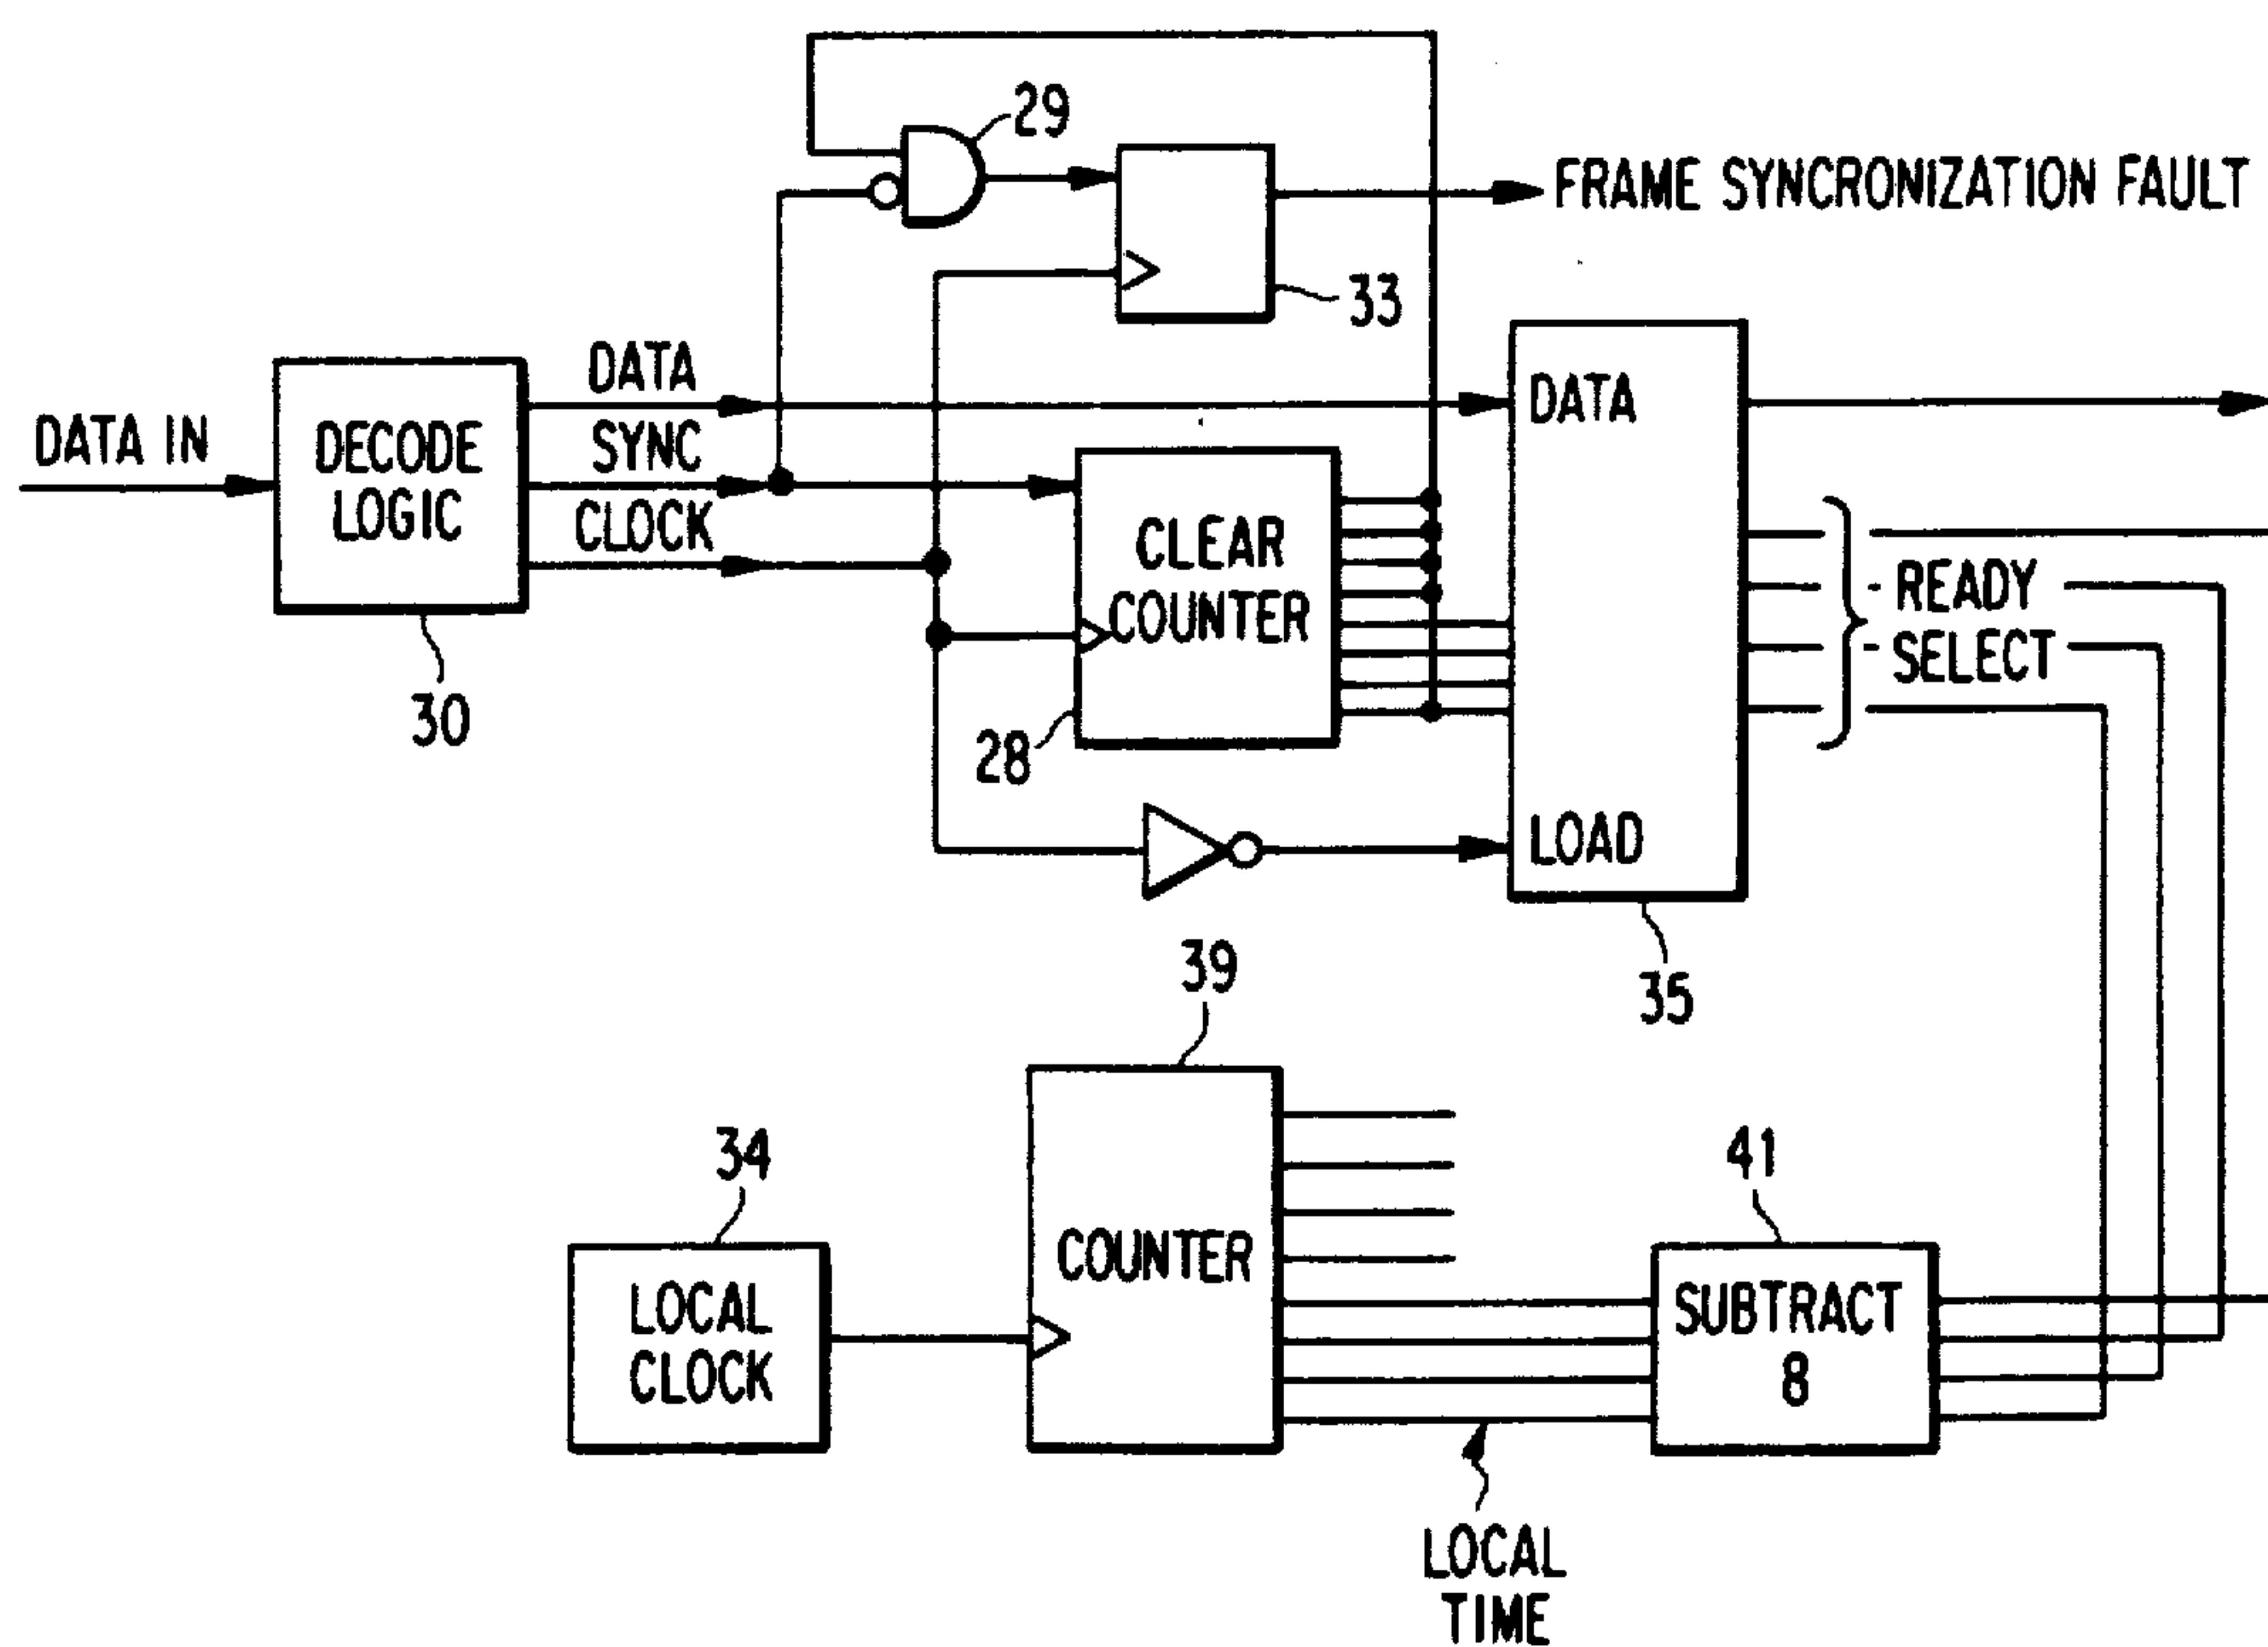 29
FRAME SYNCRONIZATION FAULT
33
DATA
DATA IN
DECODE
LOGIC
SYNC
CLOCK
30
CLEAR
COUNTER
28
DATA
LOAD
READY
SELECT
35
39
34
41
LOCAL
CLOCK
COUNTER
SUBTRACT
8
LOCAL
TIME